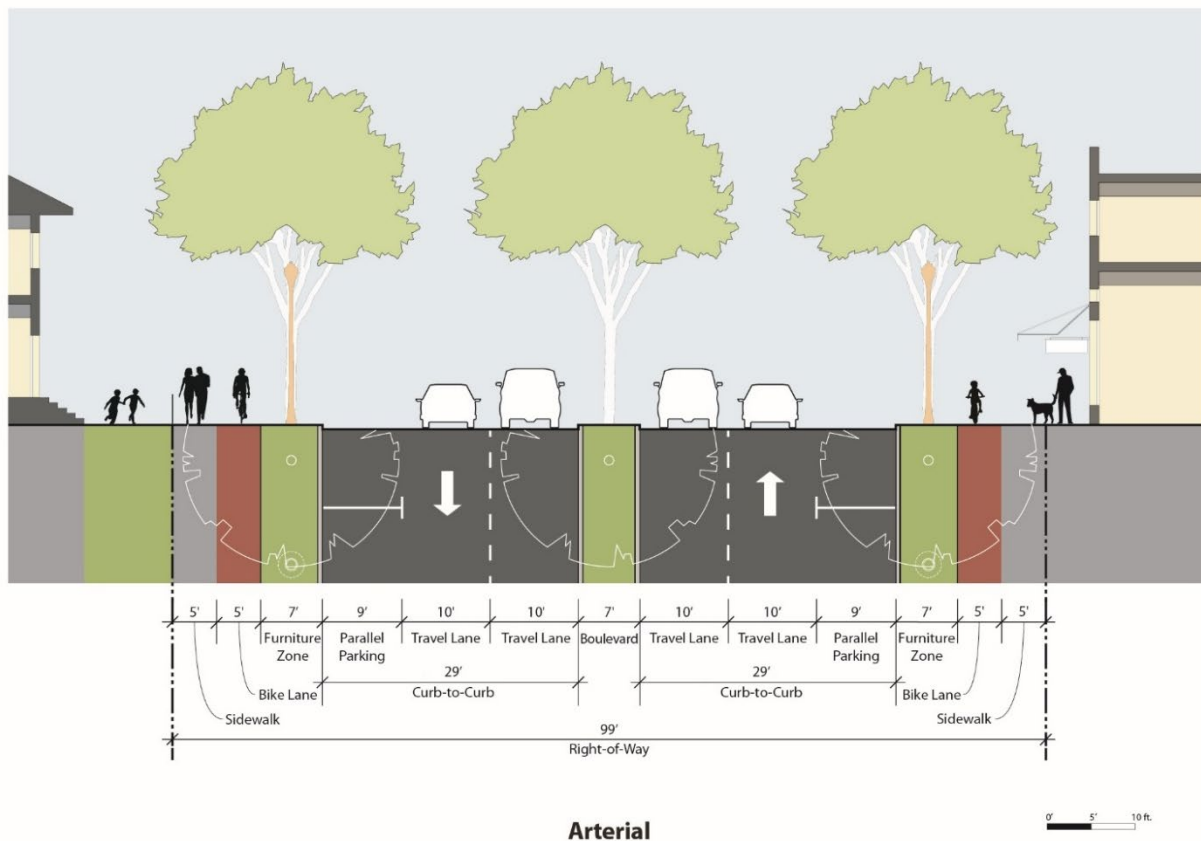 5' 5' 7' 9' 10' 10' 7' 10' 10' 9' 7' 5' 5'
Furniture Parallel Travel Lane Travel Lane Boulevard Travel Lane Travel Lane Parallel Furniture
Zone Parking Parking Zone
29' 29'
Bike Lane Curb-to-Curb Curb-to-Curb Bike Lane
Sidewalk Sidewalk
99'
Right-of-Way
Arterial
0' 5' 10 ft.